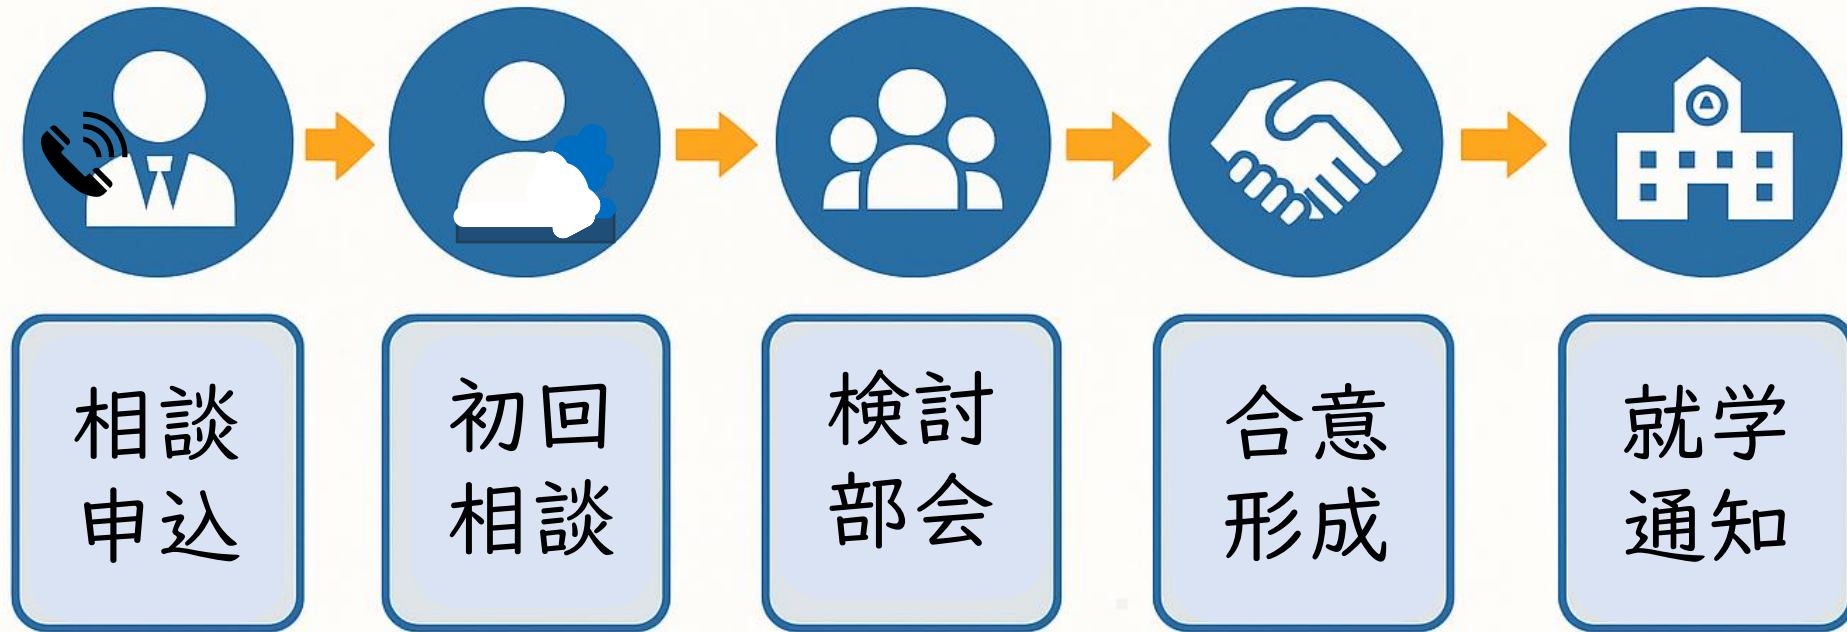 相談
申込
初回
相談
検討
部会
合意
形成
就学
通知